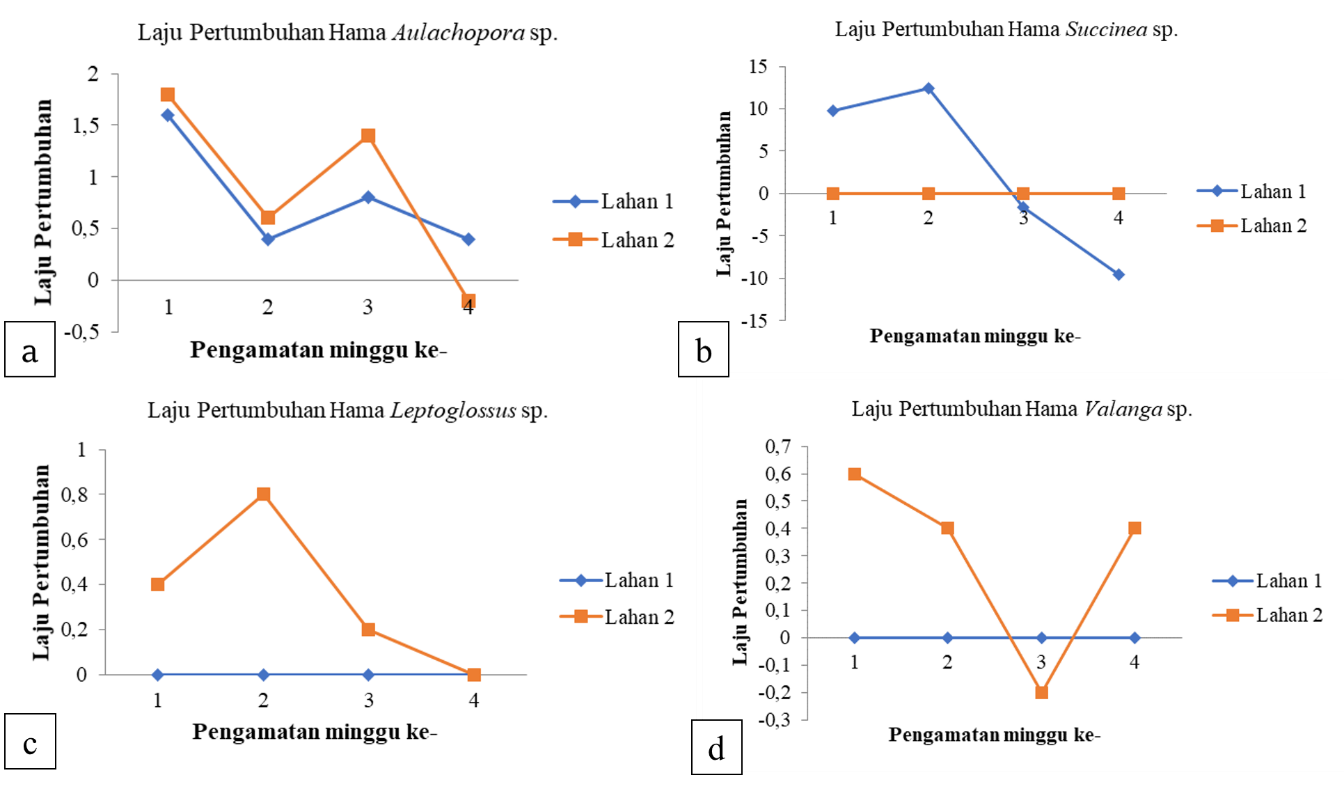 Laju Pertumbuhan Hama Aulachopora sp.
2
1,5
1
0,5
0
-0,5
Laju Pertumbuhan
1 2 3 4
Pengamatan minggu ke-
Lahan 1
Lahan 2
a
Laju Pertumbuhan Hama Succinea sp.
15
10
5
0
-5
-10
-15
Laju Pertumbuhan
1 2 3 4
Pengamatan minggu ke-
Lahan 1
Lahan 2
b
Laju Pertumbuhan Hama Leptoglossus sp.
1
0,8
0,6
0,4
0,2
0
Laju Pertumbuhan
1 2 3 4
Pengamatan minggu ke-
Lahan 1
Lahan 2
c
Laju Pertumbuhan Hama Valanga sp.
0,7
0,6
0,5
0,4
0,3
0,2
0,1
0
-0,1
-0,2
-0,3
Laju Pertumbuhan
1 2 3 4
Pengamatan minggu ke-
Lahan 1
Lahan 2
d